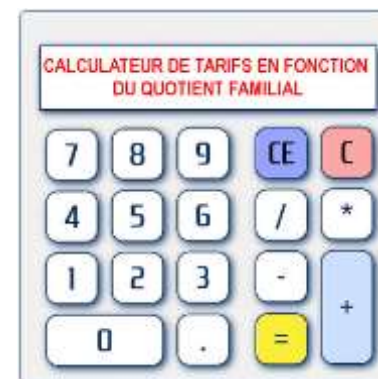 CALCULATEUR DE TARIFS EN FONCTION
DU QUOTIENT FAMILIAL
7 8 9 CE C
4 5 6 / *
1 2 3 - +
0 . =